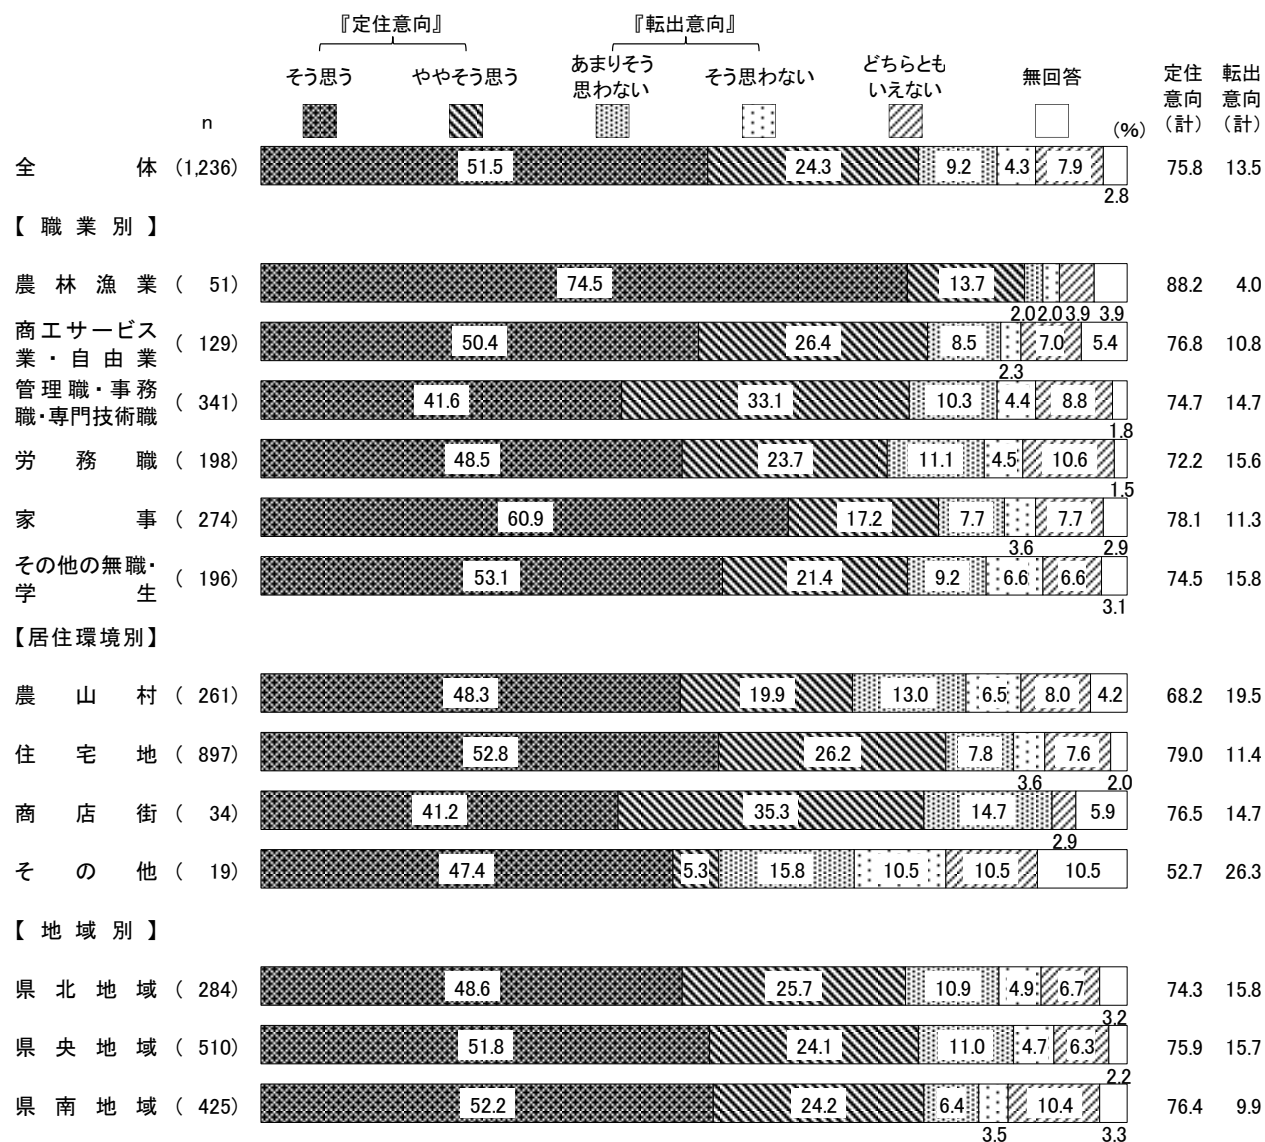 『定住意向』 『転出意向』
そう思う ややそう思う あまりそう思わない そう思わない どちらともいえない 無回答 定住意向（計） 転出意向（計）
n (%)
全体 (1,236) 51.5 24.3 9.2 4.3 7.9 2.8 75.8 13.5
【職業別】
農林漁業 ( 51) 74.5 13.7 2.0 2.0 3.9 3.9 88.2 4.0
商工サービス業・自由業 ( 129) 50.4 26.4 8.5 2.3 7.0 5.4 76.8 10.8
管理職・事務職・専門技術職 ( 341) 41.6 33.1 10.3 4.4 8.8 1.8 74.7 14.7
労務職 ( 198) 48.5 23.7 11.1 4.5 10.6 1.5 72.2 15.6
家事 ( 274) 60.9 17.2 7.7 3.6 7.7 2.9 78.1 11.3
その他の無職・学生 ( 196) 53.1 21.4 9.2 6.6 6.6 3.1 74.5 15.8
【居住環境別】
農山村 ( 261) 48.3 19.9 13.0 6.5 8.0 4.2 68.2 19.5
住宅地 ( 897) 52.8 26.2 7.8 3.6 7.6 2.0 79.0 11.4
商店街 ( 34) 41.2 35.3 14.7 2.9 5.9 76.5 14.7
その他 ( 19) 47.4 5.3 15.8 10.5 10.5 10.5 52.7 26.3
【地域別】
県北地域 ( 284) 48.6 25.7 10.9 4.9 6.7 3.2 74.3 15.8
県央地域 ( 510) 51.8 24.1 11.0 4.7 6.3 2.2 75.9 15.7
県南地域 ( 425) 52.2 24.2 6.4 3.5 10.4 3.3 76.4 9.9